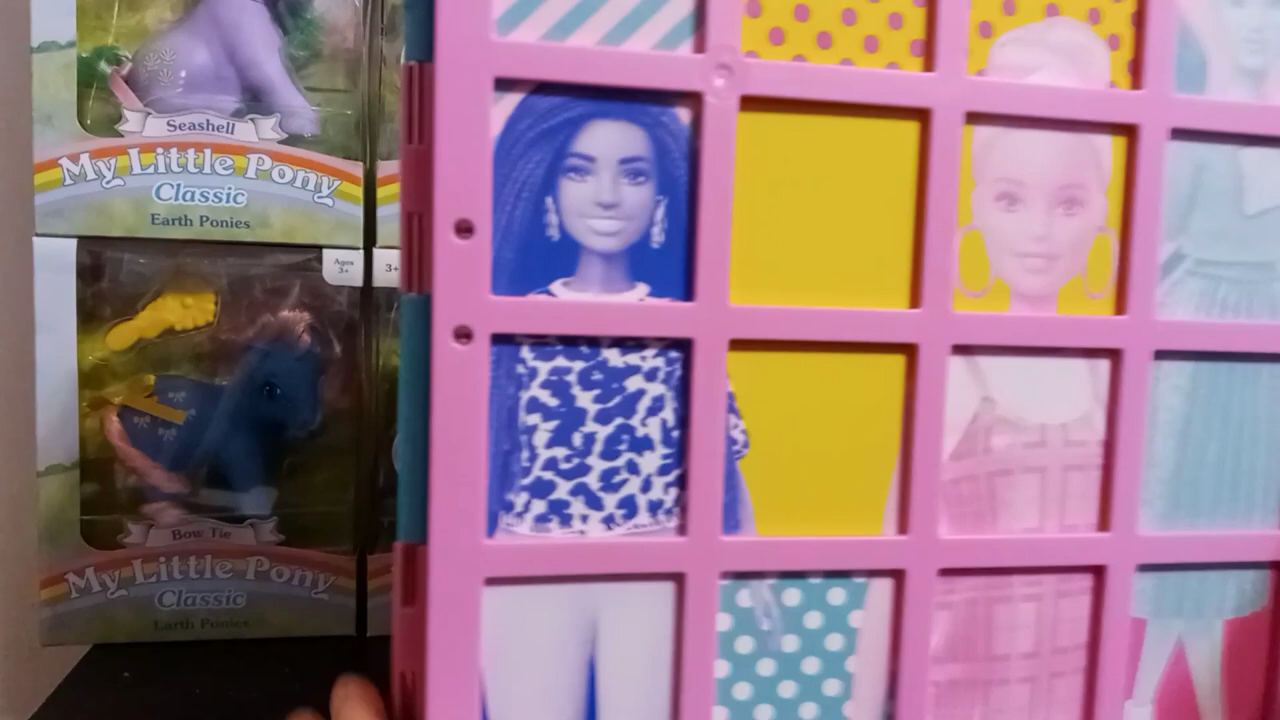 Seashell
My Little Pony
Classic
Earth Ponies
Ages
3+
3+
Bow Tie
My Little Pony
Classic
Earth Ponies